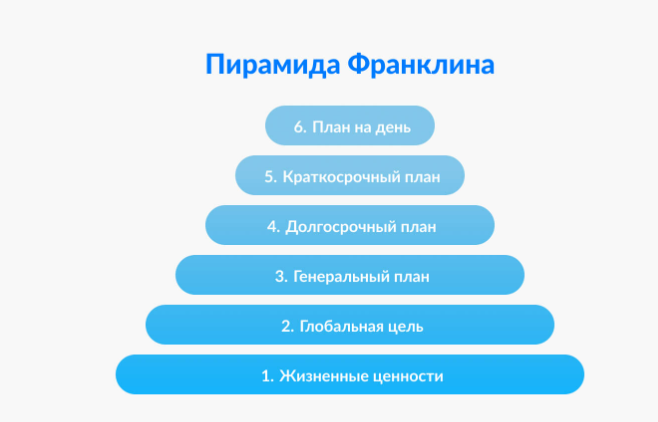 Пирамида Франклина
6. План на день
5. Краткосрочный план
4. Долгосрочный план
3. Генеральный план
2. Глобальная цель
1. Жизненные ценности